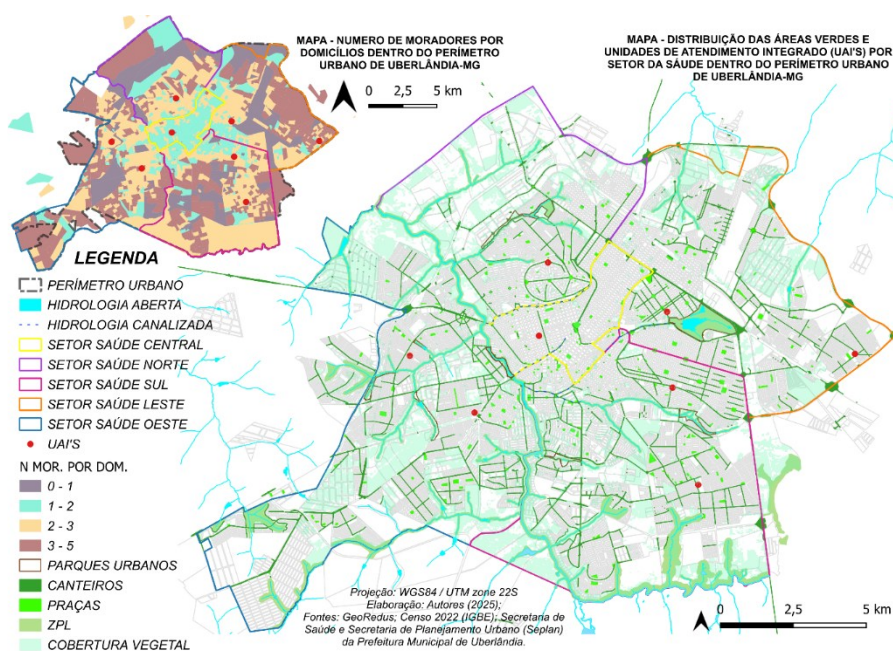 MAPA - NUMERO DE MORADORES POR
DOMICÍLIOS DENTRO DO PERÍMETRO
URBANO DE UBERLÂNDIA-MG
0 2,5 5 km
MAPA - DISTRIBUIÇÃO DAS ÁREAS VERDES E
UNIDADES DE ATENDIMENTO INTEGRADO (UAI'S) POR
SETOR DA SÁUDE DENTRO DO PERÍMETRO URBANO
DE UBERLÂNDIA-MG
LEGENDA
PERÍMETRO URBANO
HIDROLOGIA ABERTA
HIDROLOGIA CANALIZADA
SETOR SAÚDE CENTRAL
SETOR SAÚDE NORTE
SETOR SAÚDE SUL
SETOR SAÚDE LESTE
SETOR SAÚDE OESTE
UAI'S
N MOR. POR DOM.
0 - 1
1 - 2
2 - 3
3 - 5
PARQUES URBANOS
CANTEIROS
PRAÇAS
ZPL
COBERTURA VEGETAL
Projeção: WGS84 / UTM zone 22S
Elaboração: Autores (2025);
Fontes: GeoRedus; Censo 2022 (IGBE); Secretaria de
Saúde e Secretaria de Planejamento Urbano (Seplan)
da Prefeitura Municipal de Uberlândia.
0 2,5 5 km